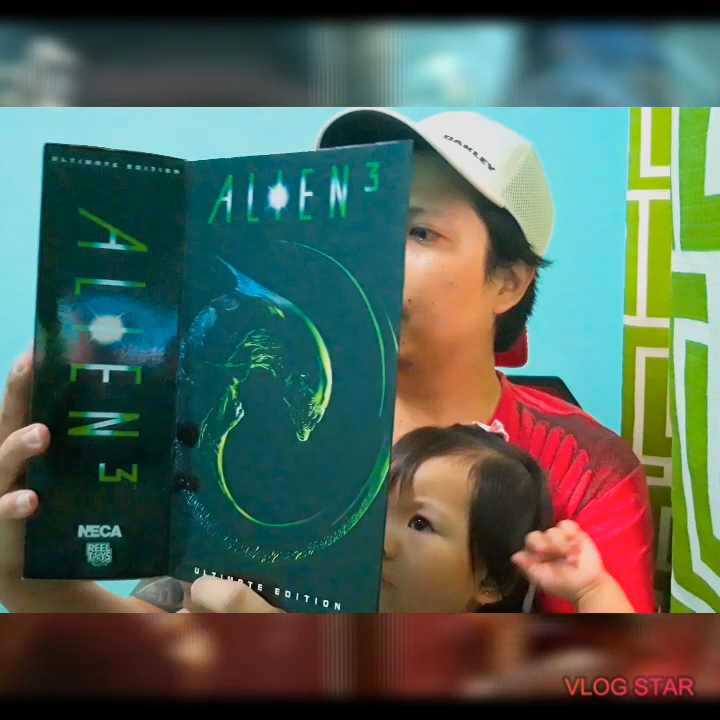 ULTIMATE EDITION
ALIEN 3
NECA
REEL TOYS
ALIEN 3
ULTIMATE EDITION
OAKLEY
VLOG STAR